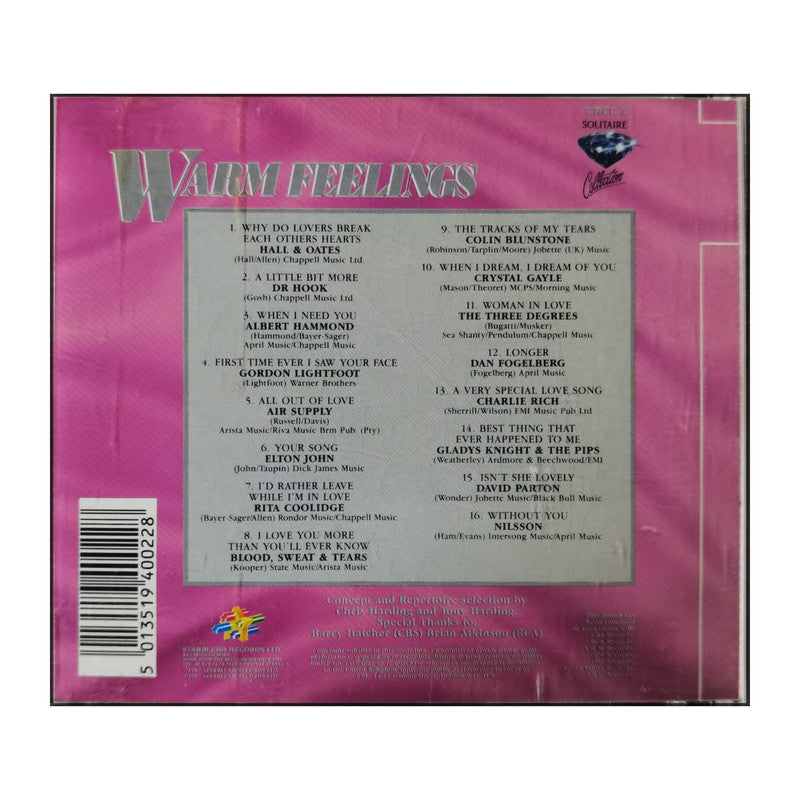 CDCC 2
SOLITAIRE
Collection
WARM FEELINGS
1. WHY DO LOVERS BREAK
EACH OTHERS HEARTS
HALL & OATES
(Hall/Allen) Chappell Music Ltd.
2. A LITTLE BIT MORE
DR HOOK
(Gosh) Chappell Music Ltd
3. WHEN I NEED YOU
ALBERT HAMMOND
(Hammond/Bayer-Sager)
April Music/Chappell Music
4. FIRST TIME EVER I SAW YOUR FACE
GORDON LIGHTFOOT
(Lightfoot) Warner Brothers
5. ALL OUT OF LOVE
AIR SUPPLY
(Russell/Davis)
Arista Music/Riva Music Brm Pub. (Pty)
6. YOUR SONG
ELTON JOHN
(John/Taupin) Dick James Music
7. I'D RATHER LEAVE
WHILE I'M IN LOVE
RITA COOLIDGE
(Bayer-Sager/Allen) Rondor Music/Chappell Music
8. I LOVE YOU MORE
THAN YOU'LL EVER KNOW
BLOOD, SWEAT & TEARS
(Kooper) State Music/Arista Music
9. THE TRACKS OF MY TEARS
COLIN BLUNSTONE
(Robinson/Tarplin/Moore) Jobette (UK) Music
10. WHEN I DREAM, I DREAM OF YOU
CRYSTAL GAYLE
(Mason/Theoret) MCPS/Morning Music
11. WOMAN IN LOVE
THE THREE DEGREES
(Bugatti/Musker)
Sea Shanty/Pendulum/Chappell Music
12. LONGER
DAN FOGELBERG
(Fogelberg) April Music
13. A VERY SPECIAL LOVE SONG
CHARLIE RICH
(Sherrill/Wilson) EMI Music Pub Ltd
14. BEST THING THAT
EVER HAPPENED TO ME
GLADYS KNIGHT & THE PIPS
(Weatherley) Ardmore & Beechwood/EMI
15. ISN'T SHE LOVELY
DAVID PARTON
(Wonder) Jobette Music/Black Bull Music
16. WITHOUT YOU
NILSSON
(Ham/Evans) Intersong Music/April Music
Concept and Repertoire selection by
Chris Harding and Tony Harding.
Special Thanks to:
Barry Hatcher (CBS) Brian Atkinson (RCA)
STARBLEND RECORDS LTD
5 013519 400228